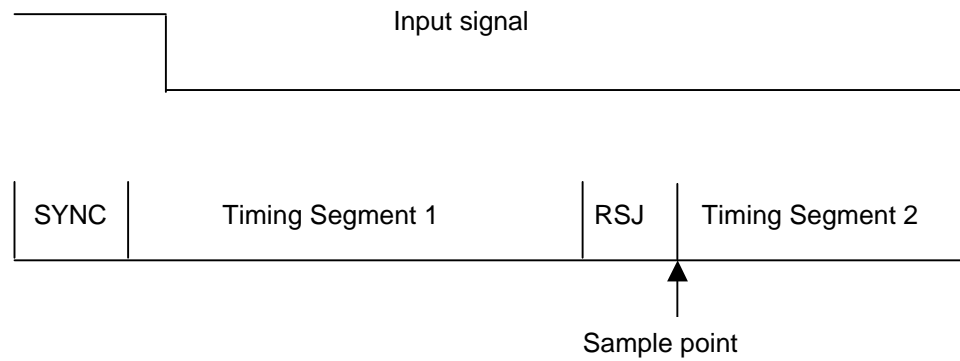 Input signal
SYNC Timing Segment 1 RSJ Timing Segment 2
Sample point